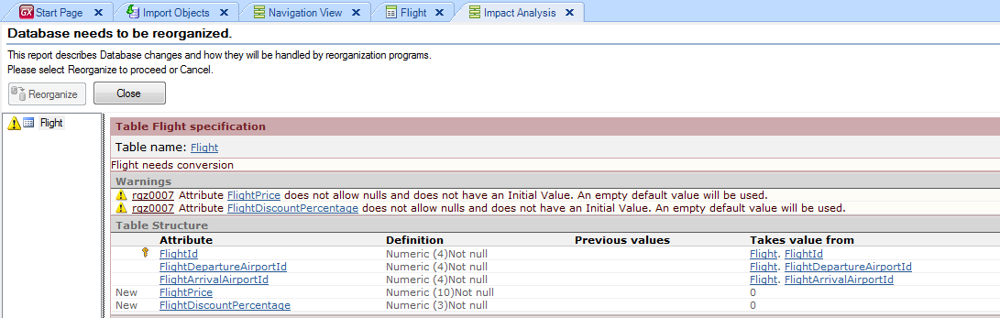 GX Start Page Import Objects Navigation View Flight Impact Analysis
Database needs to be reorganized.
This report describes Database changes and how they will be handled by reorganization programs.
Please select Reorganize to proceed or Cancel.
Reorganize Close
Flight
Table Flight specification
Table name: Flight
Flight needs conversion
Warnings
rgz0007 Attribute FlightPrice does not allow nulls and does not have an Initial Value. An empty default value will be used.
rgz0007 Attribute FlightDiscountPercentage does not allow nulls and does not have an Initial Value. An empty default value will be used.
Table Structure
Attribute Definition Previous values Takes value from
FlightId Numeric (4)Not null Flight. FlightId
FlightDepartureAirportId Numeric (4)Not null Flight. FlightDepartureAirportId
FlightArrivalAirportId Numeric (4)Not null Flight. FlightArrivalAirportId
New FlightPrice Numeric (10)Not null 0
New FlightDiscountPercentage Numeric (3)Not null 0